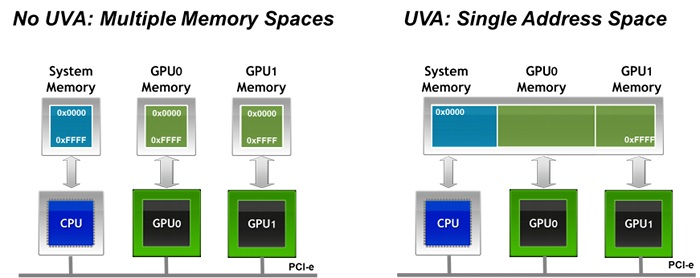 No UVA: Multiple Memory Spaces
System Memory
GPU0 Memory
GPU1 Memory
0x0000
0xFFFF
0x0000
0xFFFF
0x0000
0xFFFF
CPU
GPU0
GPU1
PCI-e
UVA: Single Address Space
System Memory
GPU0 Memory
GPU1 Memory
0x0000
0xFFFF
CPU
GPU0
GPU1
PCI-e